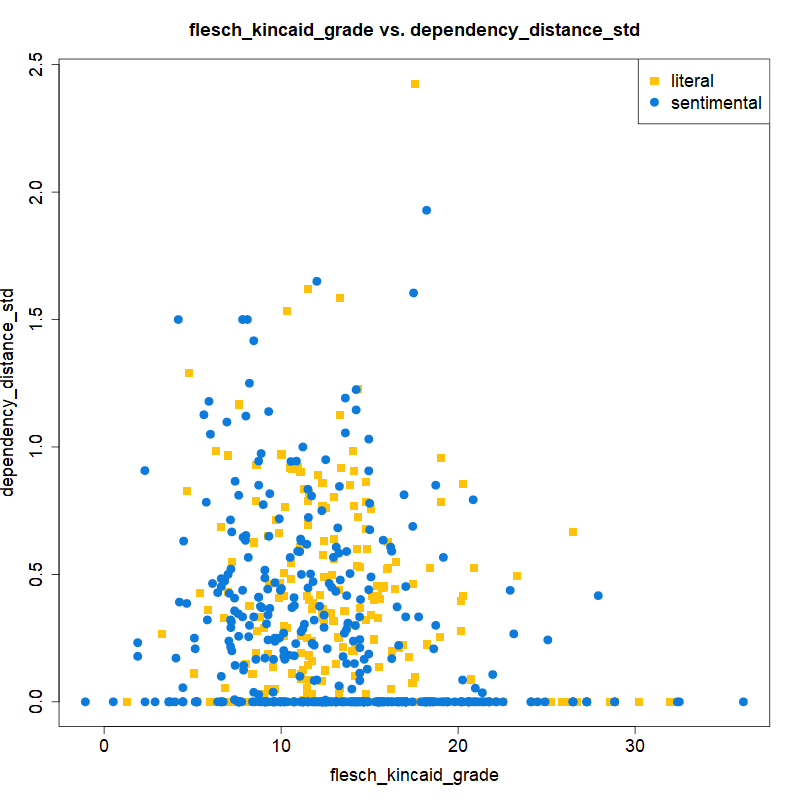 flesch_kincaid_grade vs. dependency_distance_std
literal
sentimental
dependency_distance_std
2.5
2.0
1.5
1.0
0.5
0.0
0 10 20 30
flesch_kincaid_grade